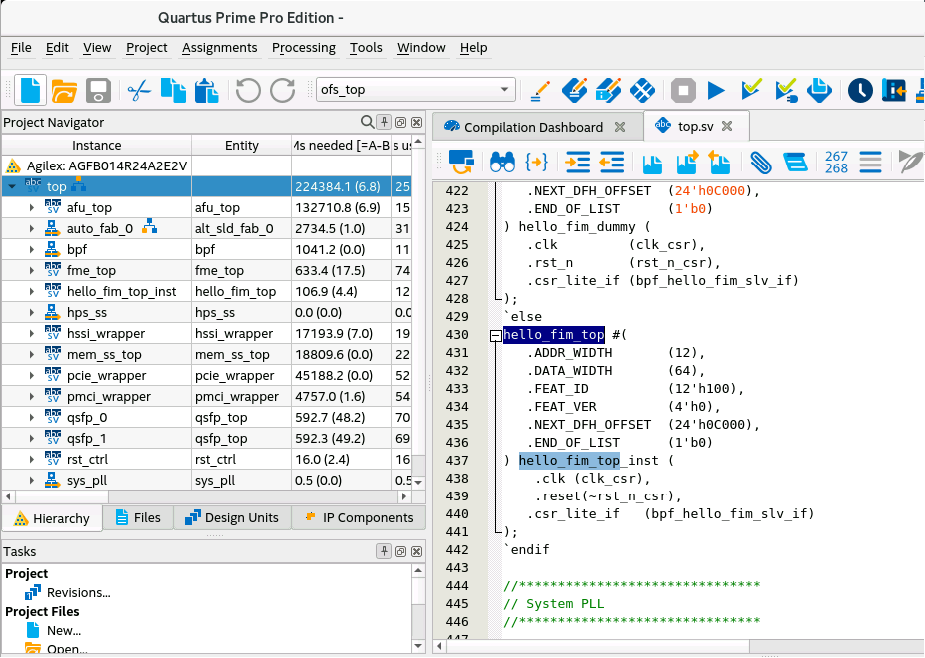 Quartus Prime Pro Edition -
File Edit View Project Assignments Processing Tools Window Help
ofs_top
Project Navigator
Instance Entity
Ms needed [=A-B
Agilex: AGFB014R24A2E2V
top 224384.1 (6.8) 25
afu_top afu_top 132710.8 (6.9) 15
auto_fab_0 alt_sld_fab_0 2734.5 (1.0) 31
bpf bpf 1041.2 (0.0) 11
fme_top fme_top 633.4 (17.5) 74
hello_fim_top_inst hello_fim_top 106.9 (4.4) 12
hps_ss hps_ss 0.0 (0.0) 0
hssi_wrapper hssi_wrapper 17193.9 (7.0) 19
mem_ss_top mem_ss_top 18809.6 (0.0) 22
pcie_wrapper pcie_wrapper 45188.2 (0.0) 52
pmci_wrapper pmci_wrapper 4757.0 (1.6) 54
qsfp_0 qsfp_top 592.7 (48.2) 70
qsfp_1 qsfp_top 592.3 (49.2) 69
rst_ctrl rst_ctrl 16.0 (2.4) 16
sys_pll sys_pll 0.5 (0.0) 0.5
Hierarchy Files Design Units IP Components
Tasks
Project
Revisions...
Project Files
New...
Open...
Compilation Dashboard top.sv
267
268
422 .NEXT_DFH_OFFSET (24'h0C000),
423 .END_OF_LIST (1'b0)
424 ) hello_fim_dummy (
425 .clk (clk_csr),
426 .rst_n (rst_n_csr),
427 .csr_lite_if (bpf_hello_fim_slv_if)
428 );
429 `else
430 hello_fim_top #(
431 .ADDR_WIDTH (12),
432 .DATA_WIDTH (64),
433 .FEAT_ID (12'h100),
434 .FEAT_VER (4'h0),
435 .NEXT_DFH_OFFSET (24'h0C000),
436 .END_OF_LIST (1'b0)
437 ) hello_fim_top_inst (
438 .clk (clk_csr),
439 .reset(~rst_n_csr),
440 .csr_lite_if (bpf_hello_fim_slv_if)
441 );
442 `endif
443
444 //*******************************
445 // System PLL
446 //*******************************
447